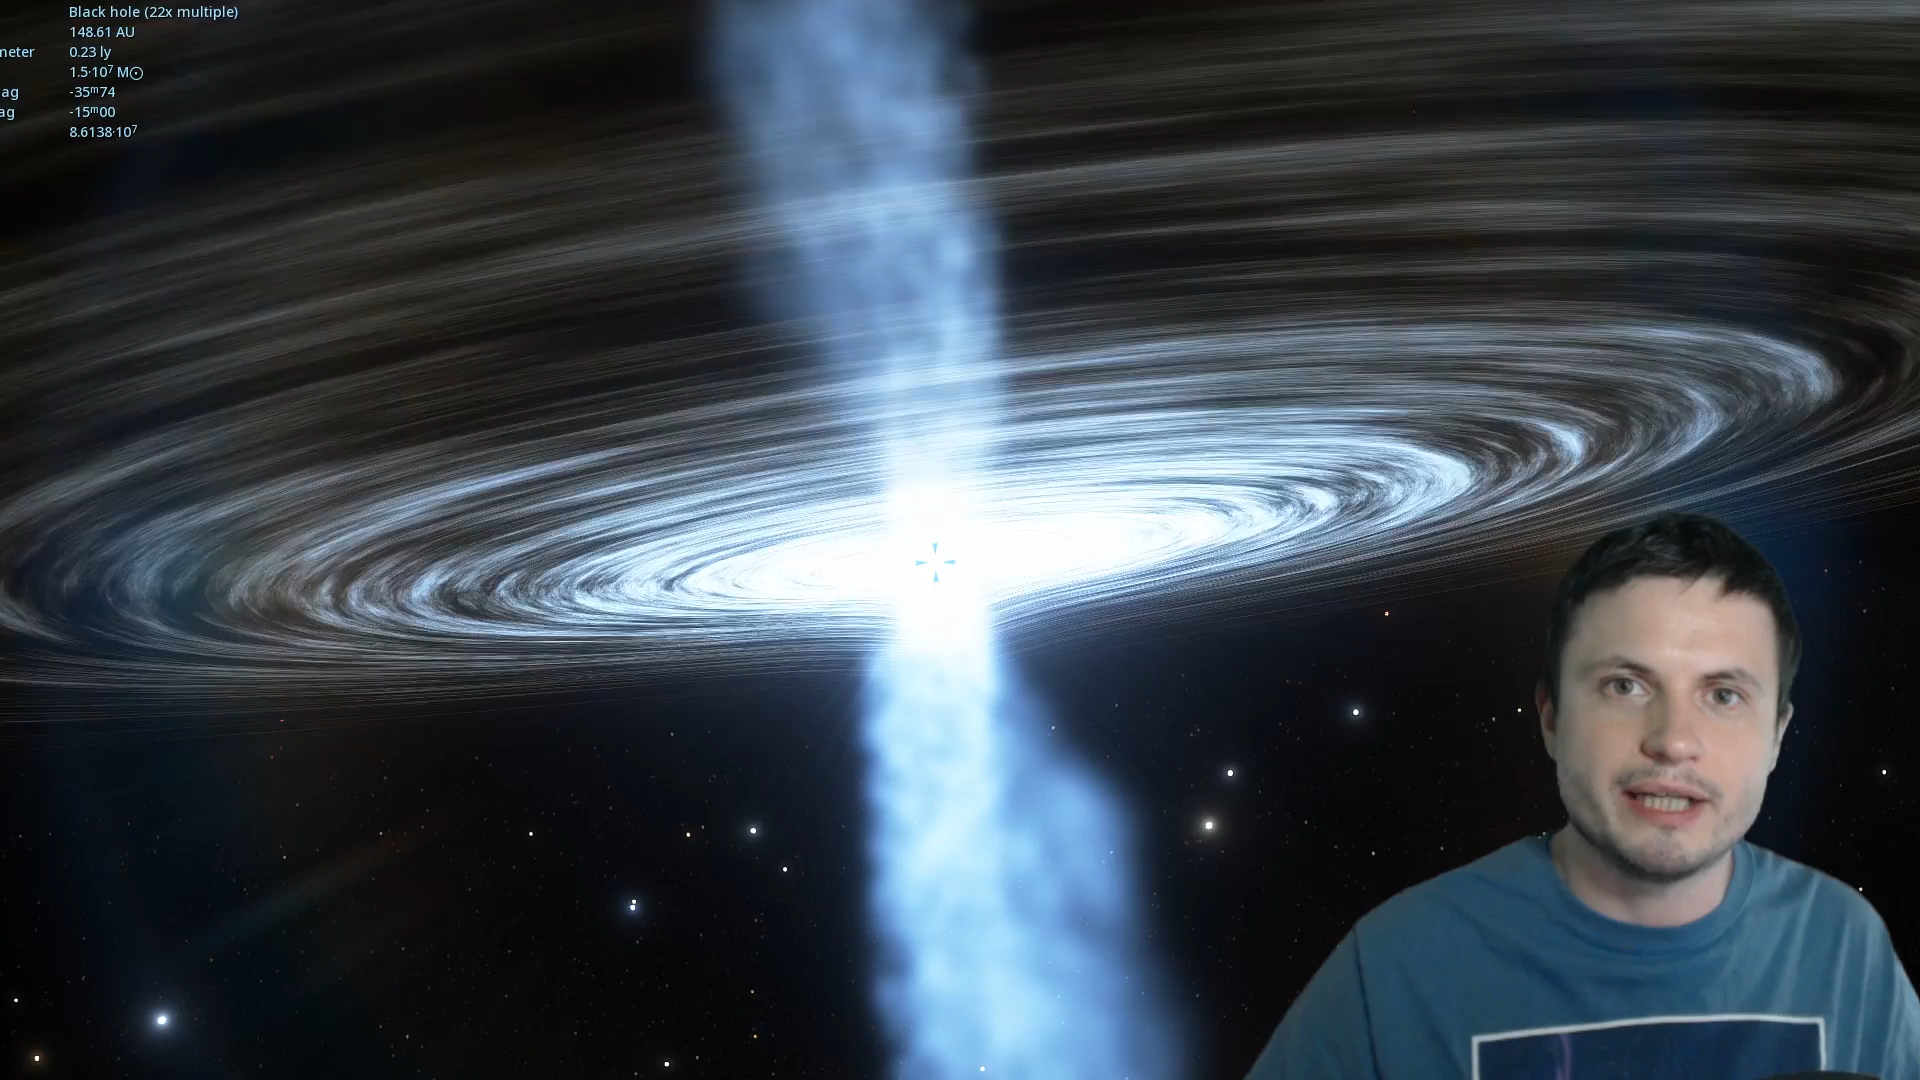 Black hole (22x multiple)
148.61 AU
meter 0.23 ly
1.5·10⁷ M☉
ag -35ᵐ74
ag -15ᵐ00
8.6138·10⁷